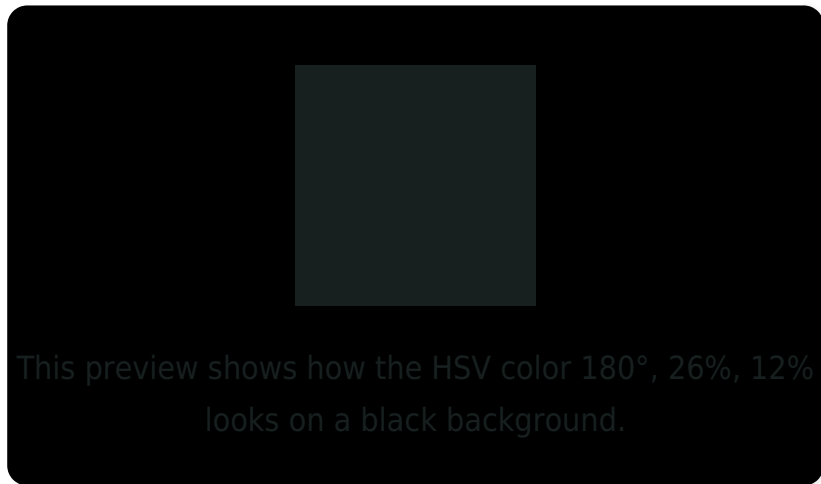 This preview shows how the HSV color 180°, 26%, 12%
looks on a black background.